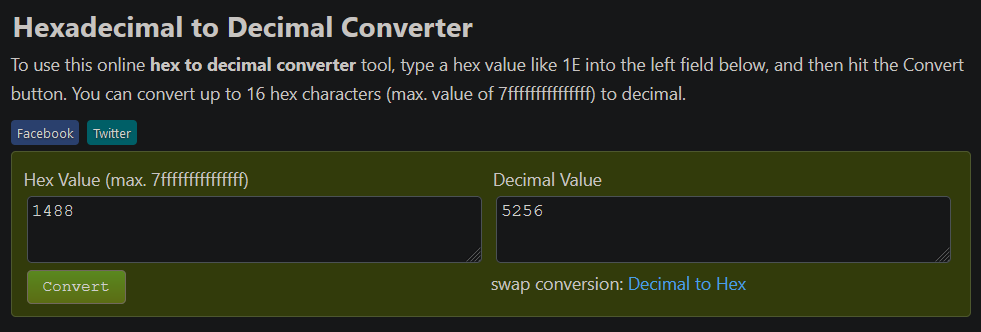 Hexadecimal to Decimal Converter
To use this online hex to decimal converter tool, type a hex value like 1E into the left field below, and then hit the Convert
button. You can convert up to 16 hex characters (max. value of 7fffffffffffffff) to decimal.
Facebook Twitter
Hex Value (max. 7fffffffffffffff) Decimal Value
1488 5256
Convert swap conversion: Decimal to Hex